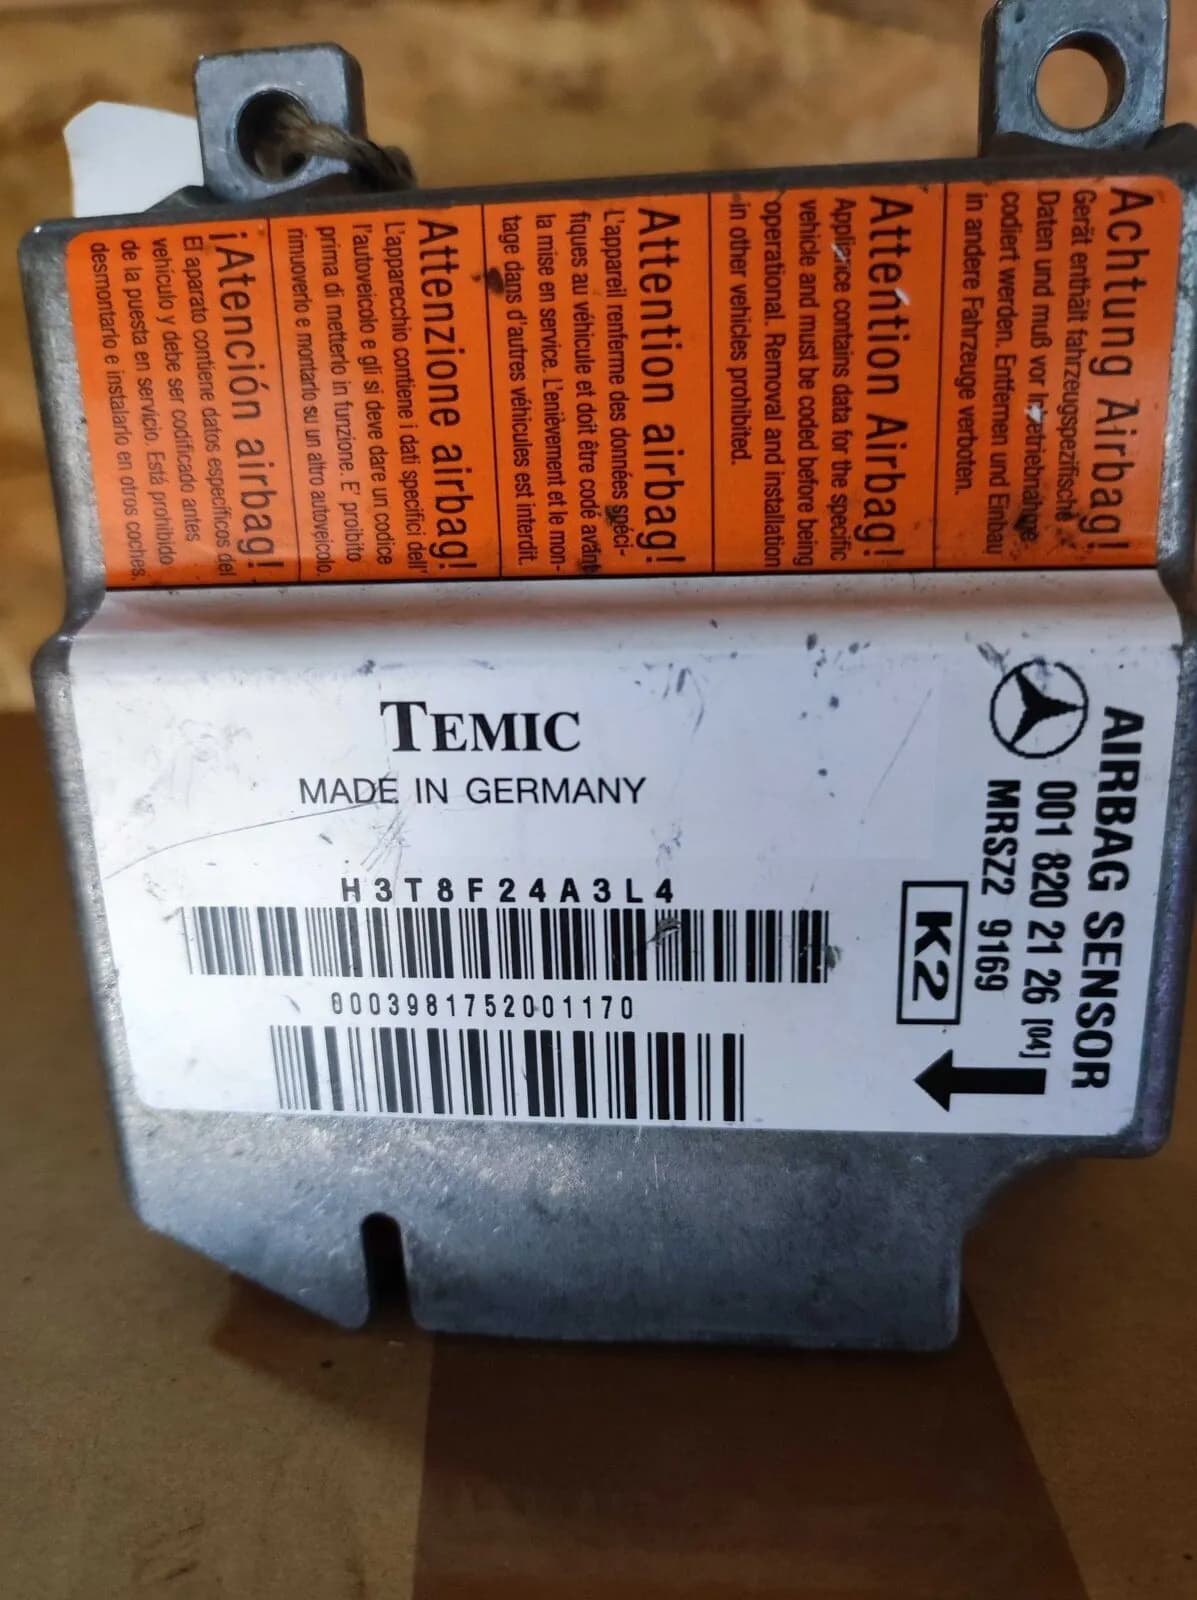 Achtung Airbag!
Gerät enthält fahrzeugspezifische
Daten und muß vor
codiert werden. Entfernen und Einbau
in andere Fahrzeuge verboten.
Attention Airbag!
contains data for the specific
vehicle and must be coded before being
operational. Removal and installation
in other vehicles prohibited.
Attention airbag!
L'appareil renferme des données spéci-
fiques au véhicule et doit être codé avant
la mise en service. L'enlèvement et le mon-
tage dans d'autres véhicules est interdit.
Attenzione airbag!
L'apparecchio contiene i dati specifici dell'
l'autoveicolo e gli si deve dare un codice
prima di metterlo in funzione. E' proibito
rimuoverlo e montarlo su un altro autoveicolo.
¡Atención airbag!
El aparato contiene datos específicos del
vehículo y debe ser codificado antes
de la puesta en servicio. Está prohibido
desmontarlo e instalarlo en otros coches.
TEMIC
MADE IN GERMANY
H3T8F24A3L4
0003981752001170
AIRBAG SENSOR
001 820 21 26 [04]
MRSZ2 9169
K2